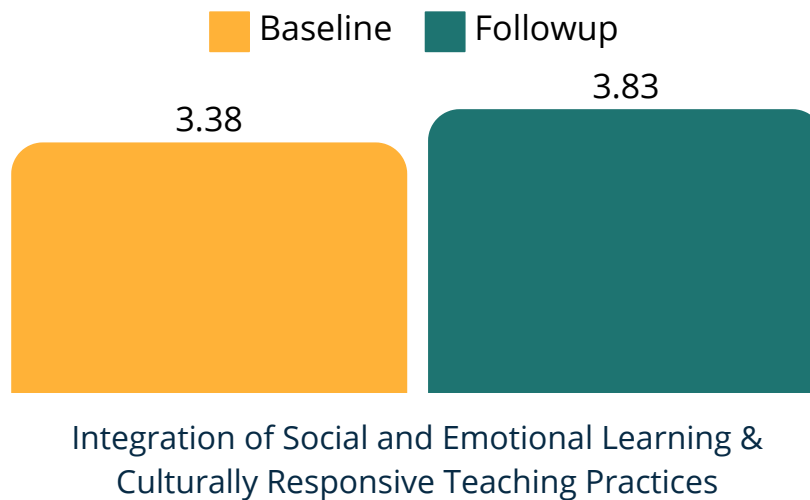 Baseline Followup
3.83
3.38
Integration of Social and Emotional Learning &
Culturally Responsive Teaching Practices